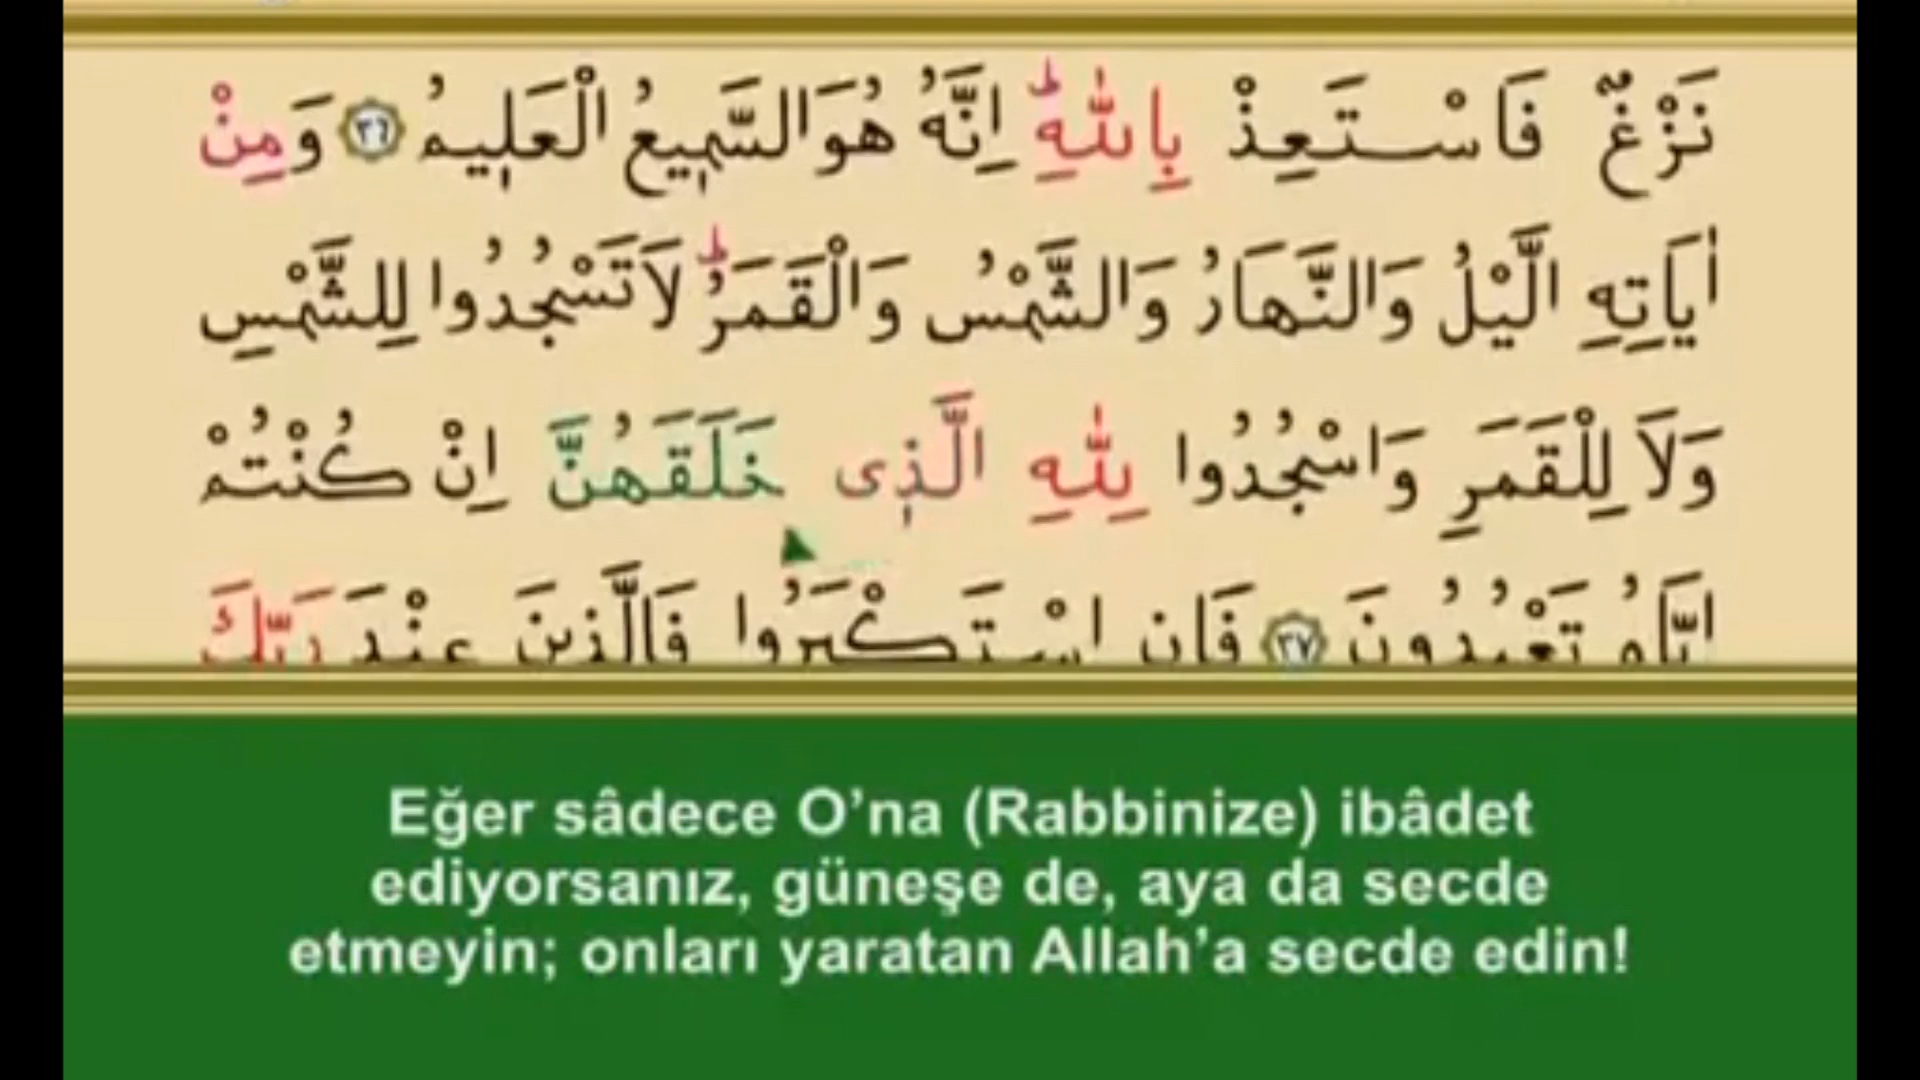 نَزْغٌ فَاسْتَعِذْ بِاللّٰهِۜ اِنَّهُ هُوَالسَّمٖيعُ الْعَلٖيمُ ﴿٣٦﴾ وَمِنْ
اٰيَاتِهِ الَّيْلُ وَالنَّهَارُ وَالشَّمْسُ وَالْقَمَرُؕ لَا تَسْجُدُوا لِلشَّمْسِ
وَلَا لِلْقَمَرِ وَاسْجُدُوا لِلّٰهِ الَّذٖى خَلَقَهُنَّ اِنْ كُنْتُمْ
اِيَّاهُ تَعْبُدُونَ ﴿٣٧﴾ فَاِنِ اسْتَكْبَرُوا فَالَّذٖينَ عِنْدَ رَبِّكَ
Eğer sâdece O’na (Rabbinize) ibâdet
ediyorsanız, güneşe de, aya da secde
etmeyin; onları yaratan Allah’a secde edin!